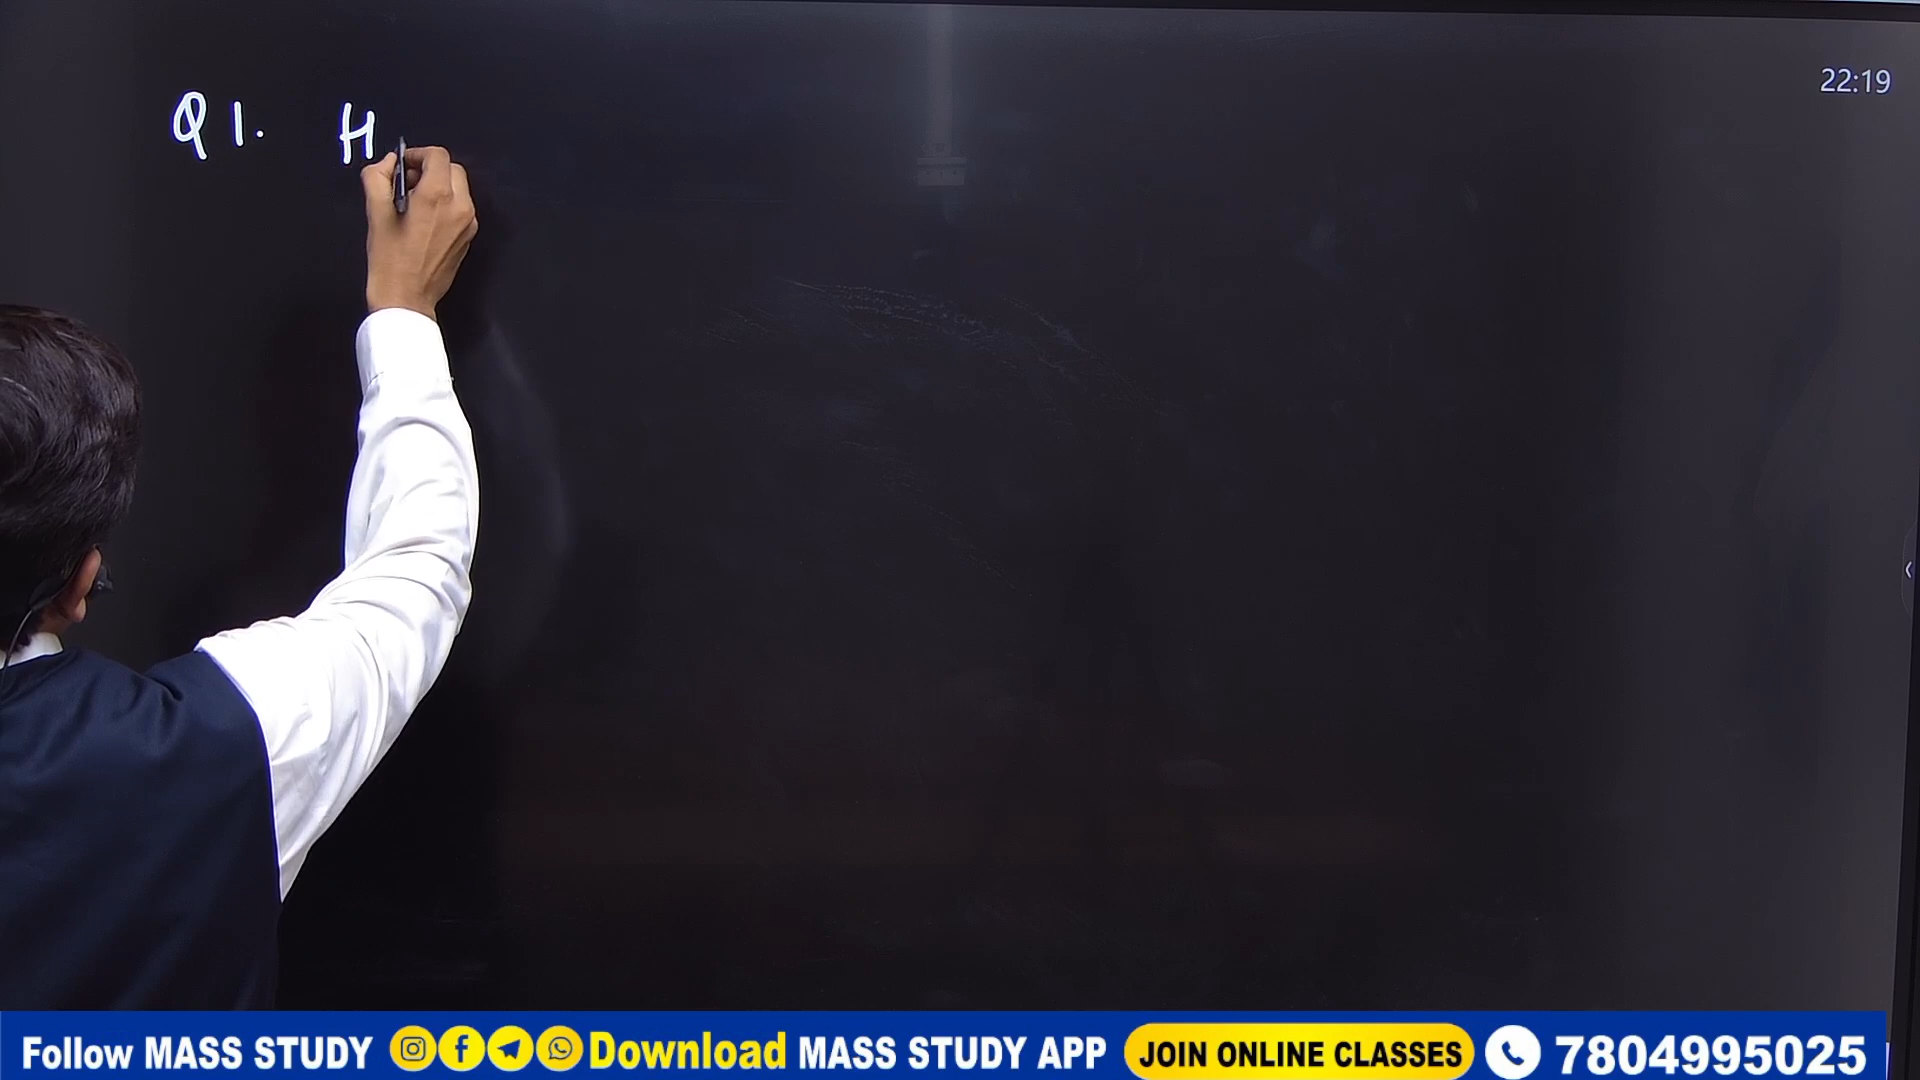 22:19
Q1. H
Follow MASS STUDY Download MASS STUDY APP JOIN ONLINE CLASSES 7804995025